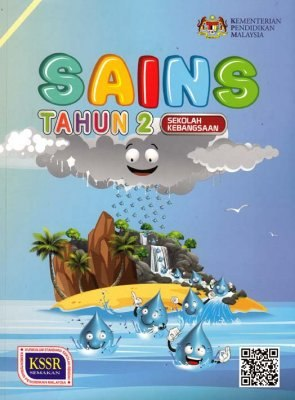 KEMENTERIAN
PENDIDIKAN
MALAYSIA
SAINS
TAHUN 2
SEKOLAH
KEBANGSAAN
KSSR
SEMAKAN